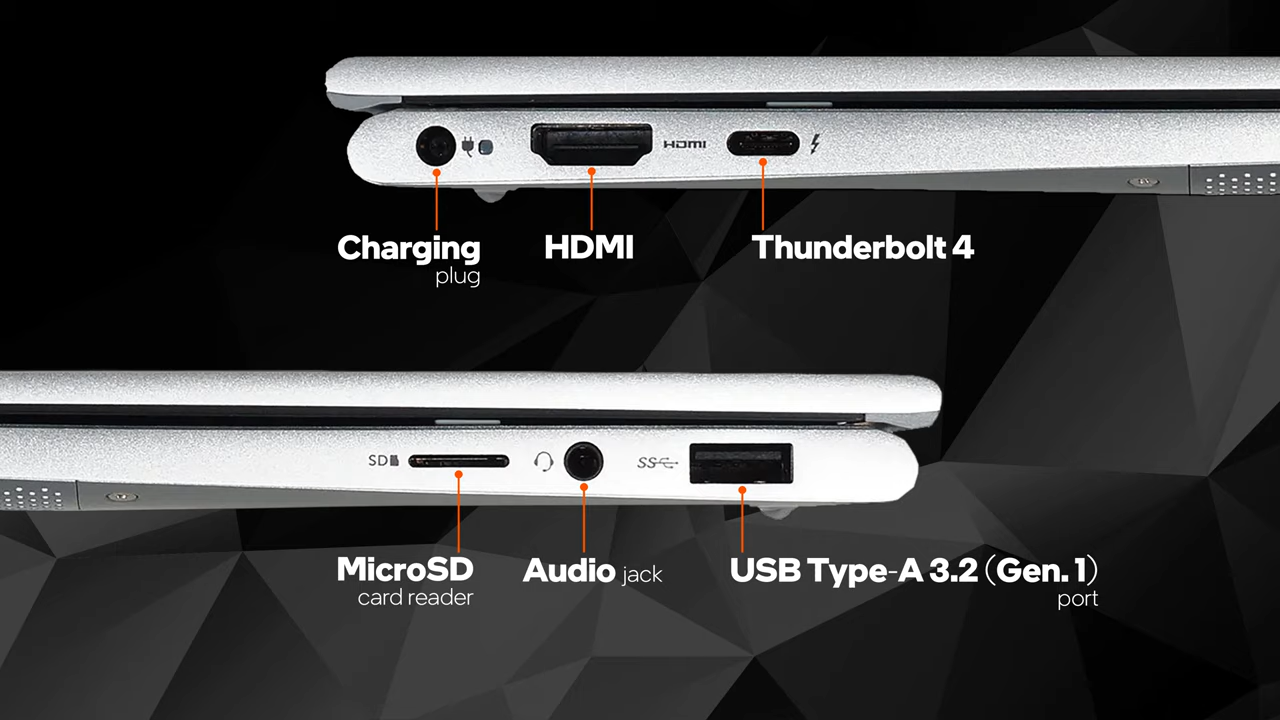 HDMI
Charging
plug
HDMI
Thunderbolt 4
SD
SS
MicroSD
card reader
Audio jack
USB Type-A 3.2 (Gen. 1)
port